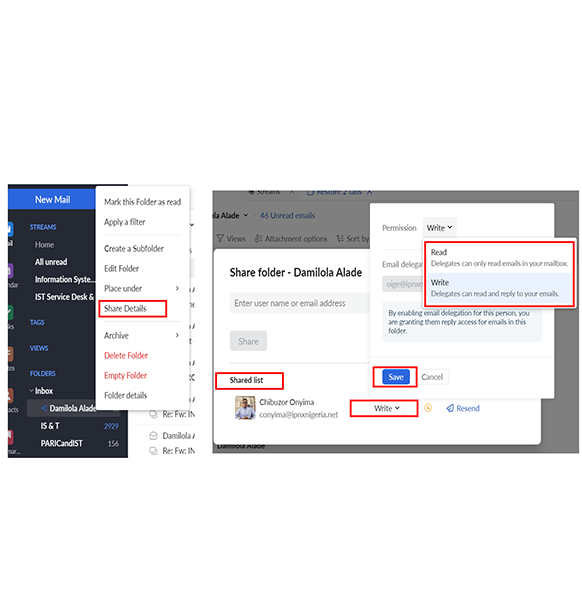 New Mail
STREAMS
Home
All unread
Information Syste...
IST Service Desk &
TAGS
VIEWS
FOLDERS
Inbox
Damilola Alade
IS & T 2929
PARICandIST 156
Mark this Folder as read
Apply a filter
Create a Subfolder
Edit Folder
Place under
Share Details
Archive
Delete Folder
Empty Folder
Folder details
Re: Fw: IN
Damilola A
Re: Fw: IN
Streams
Restore 2 tabs
la Alade 46 Unread emails
Views Attachment options Sort by
Share folder - Damilola Alade
Enter user name or email address
Share
Shared list
Chibuzor Onyima
conyima@ipnxnigeria.net
Write
Resend
Permission Write
Read
Delegates can only read emails in your mailbox.
Write
Delegates can read and reply to your emails.
Email delega
oige@ipnxn
By enabling email delegation for this person, you
are granting them reply access for emails in this
folder.
Save Cancel
Damilola Alade